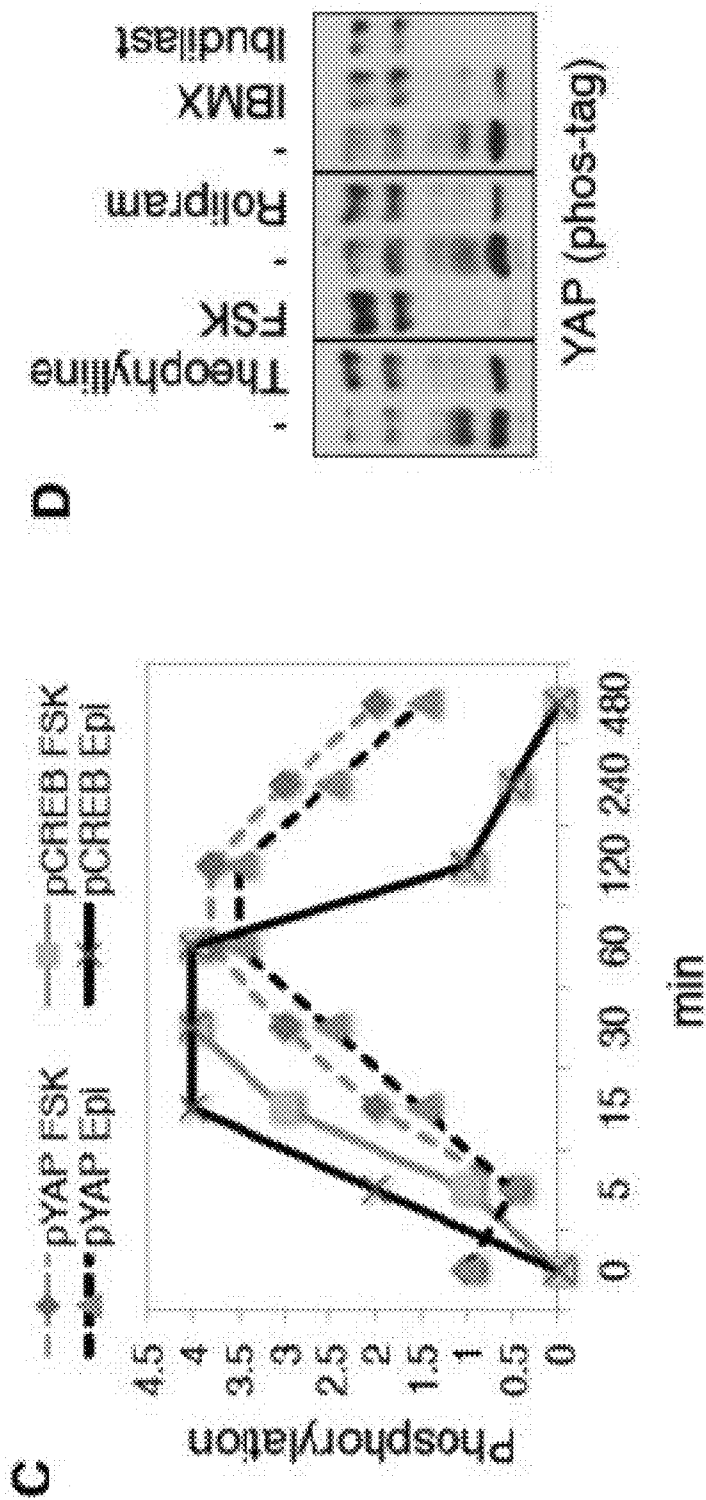 C
pYAP FSK
pCREB FSK
pYAP Epi
pCREB Epi
Phosphorylation
4.5
4
3.5
3
2.5
2
1.5
1
0.5
0
0 5 15 30 60 120 240 480
min
D
- Theophylline FSK - Rolipram - IBMX Ibudilast
YAP (phos-tag)